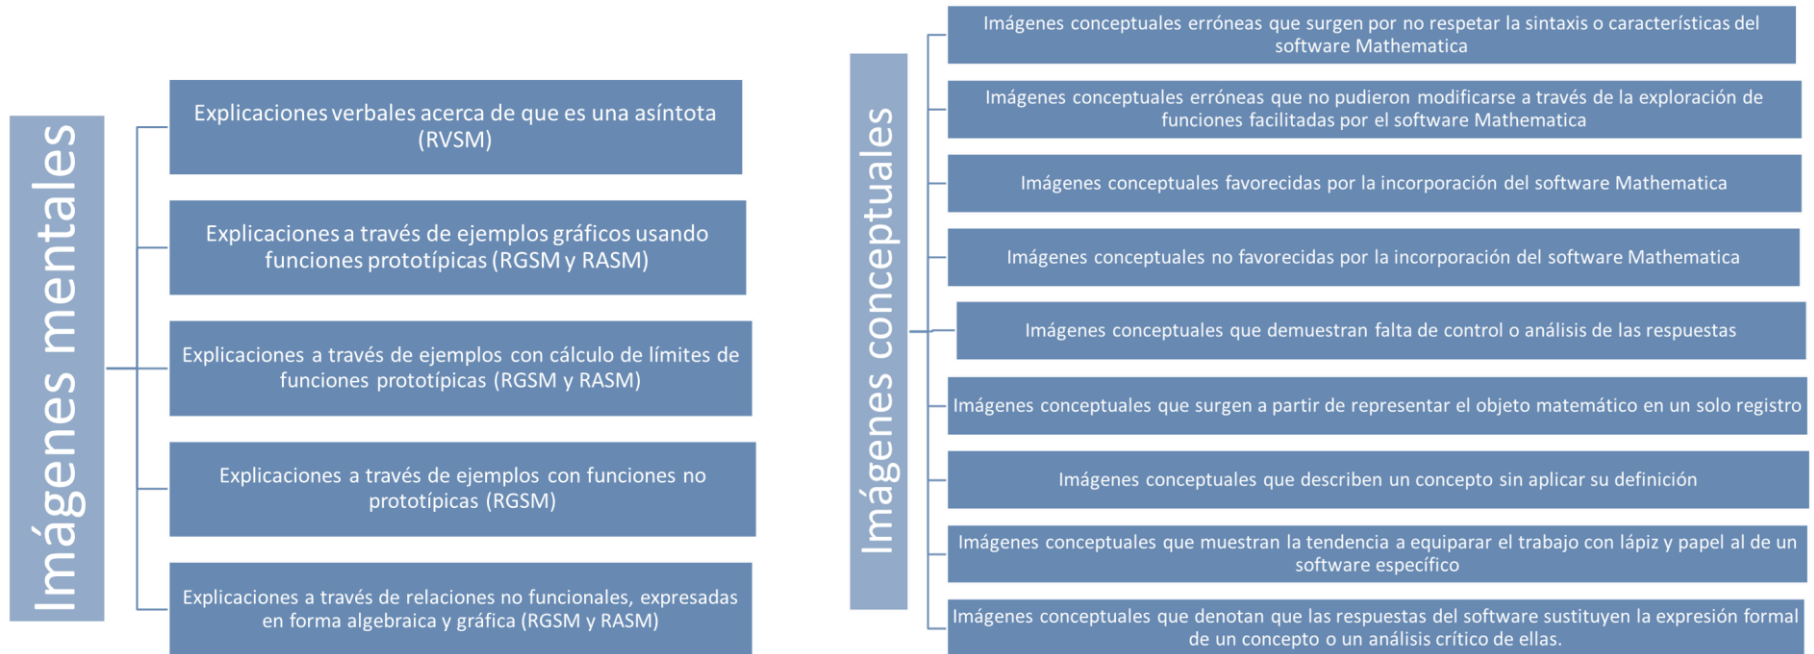 Imágenes mentales
Explicaciones verbales acerca de que es una asíntota
(RVSM)
Explicaciones a través de ejemplos gráficos usando
funciones prototípicas (RGSM y RASM)
Explicaciones a través de ejemplos con cálculo de límites de
funciones prototípicas (RGSM y RASM)
Explicaciones a través de ejemplos con funciones no
prototípicas (RGSM)
Explicaciones a través de relaciones no funcionales, expresadas
en forma algebraica y gráfica (RGSM y RASM)
Imágenes conceptuales
Imágenes conceptuales erróneas que surgen por no respetar la sintaxis o características del
software Mathematica
Imágenes conceptuales erróneas que no pudieron modificarse a través de la exploración de
funciones facilitadas por el software Mathematica
Imágenes conceptuales favorecidas por la incorporación del software Mathematica
Imágenes conceptuales no favorecidas por la incorporación del software Mathematica
Imágenes conceptuales que demuestran falta de control o análisis de las respuestas
Imágenes conceptuales que surgen a partir de representar el objeto matemático en un solo registro
Imágenes conceptuales que describen un concepto sin aplicar su definición
Imágenes conceptuales que muestran la tendencia a equiparar el trabajo con lápiz y papel al de un
software específico
Imágenes conceptuales que denotan que las respuestas del software sustituyen la expresión formal
de un concepto o un análisis crítico de ellas.